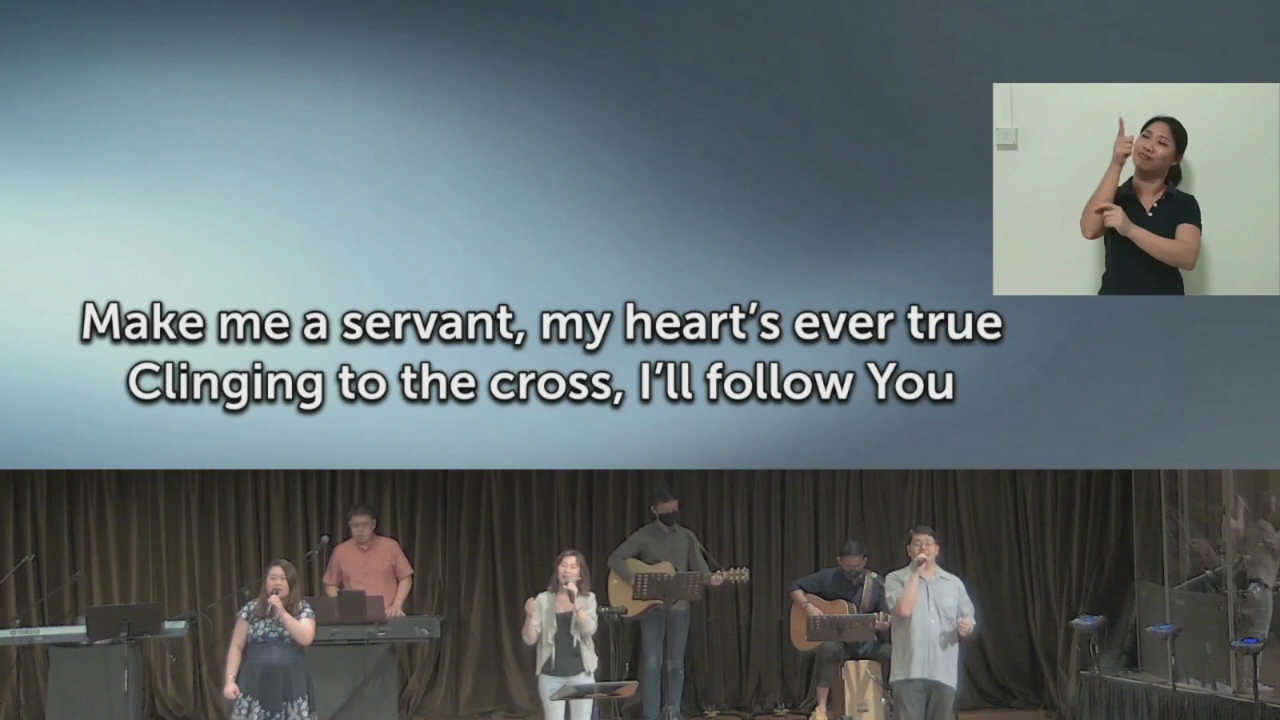 Make me a servant, my heart's ever true
Clinging to the cross, I'll follow You